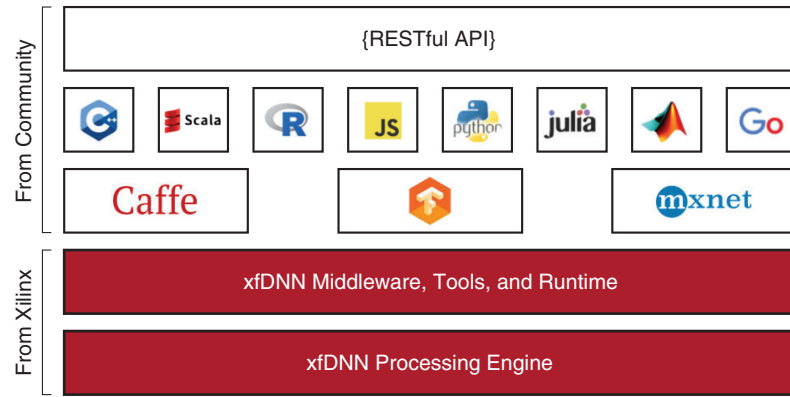 From Community
{RESTful API}
C++
Scala
R
JS
python
julia
Go
Caffe
mxnet
From Xilinx
xfDNN Middleware, Tools, and Runtime
xfDNN Processing Engine